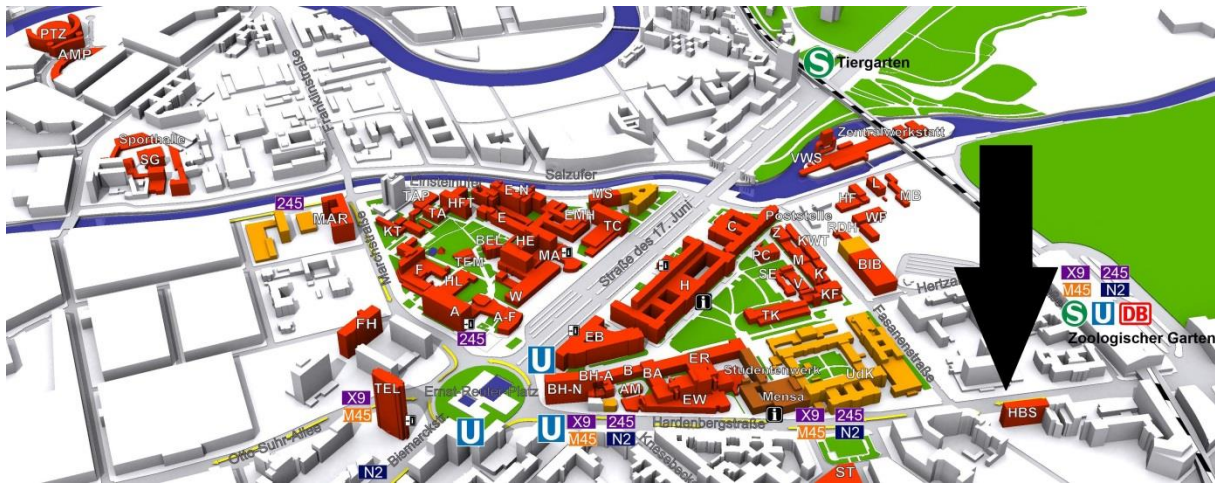 PTZ
AMP
S Tiergarten
Franklinstraße
Sporthalle
SG
Zentralwerkstatt
VWS
Salzufer
Einsteinufer
TAP
E-N
MS
HFT
TA
E
EMH
TC
KT
BEL
HE
MA
TEM
F
HL
W
A
A-F
245
MAR
Marchstraße
245
Straße des 17. Juni
L
HF
MB
WF
RDH
Poststelle
C
Z
KWT
PC
M
SE
K
V
KF
TK
H
i
BIB
Fasanenstraße
X9 245
M45 N2
S U DB
Zoologischer Garten
FH
TEL
X9
M45
Ernst-Reuter-Platz
U
EB
BH-N
BH-A
B
BA
ER
AM
EW
Studentenwerk
Mensa
i
UdK
HBS
Otto-Suhr-Allee
Bismarckstr.
N2
U
U
X9 245
M45 N2
Hardenbergstraße
X9 245
M45 N2
ST